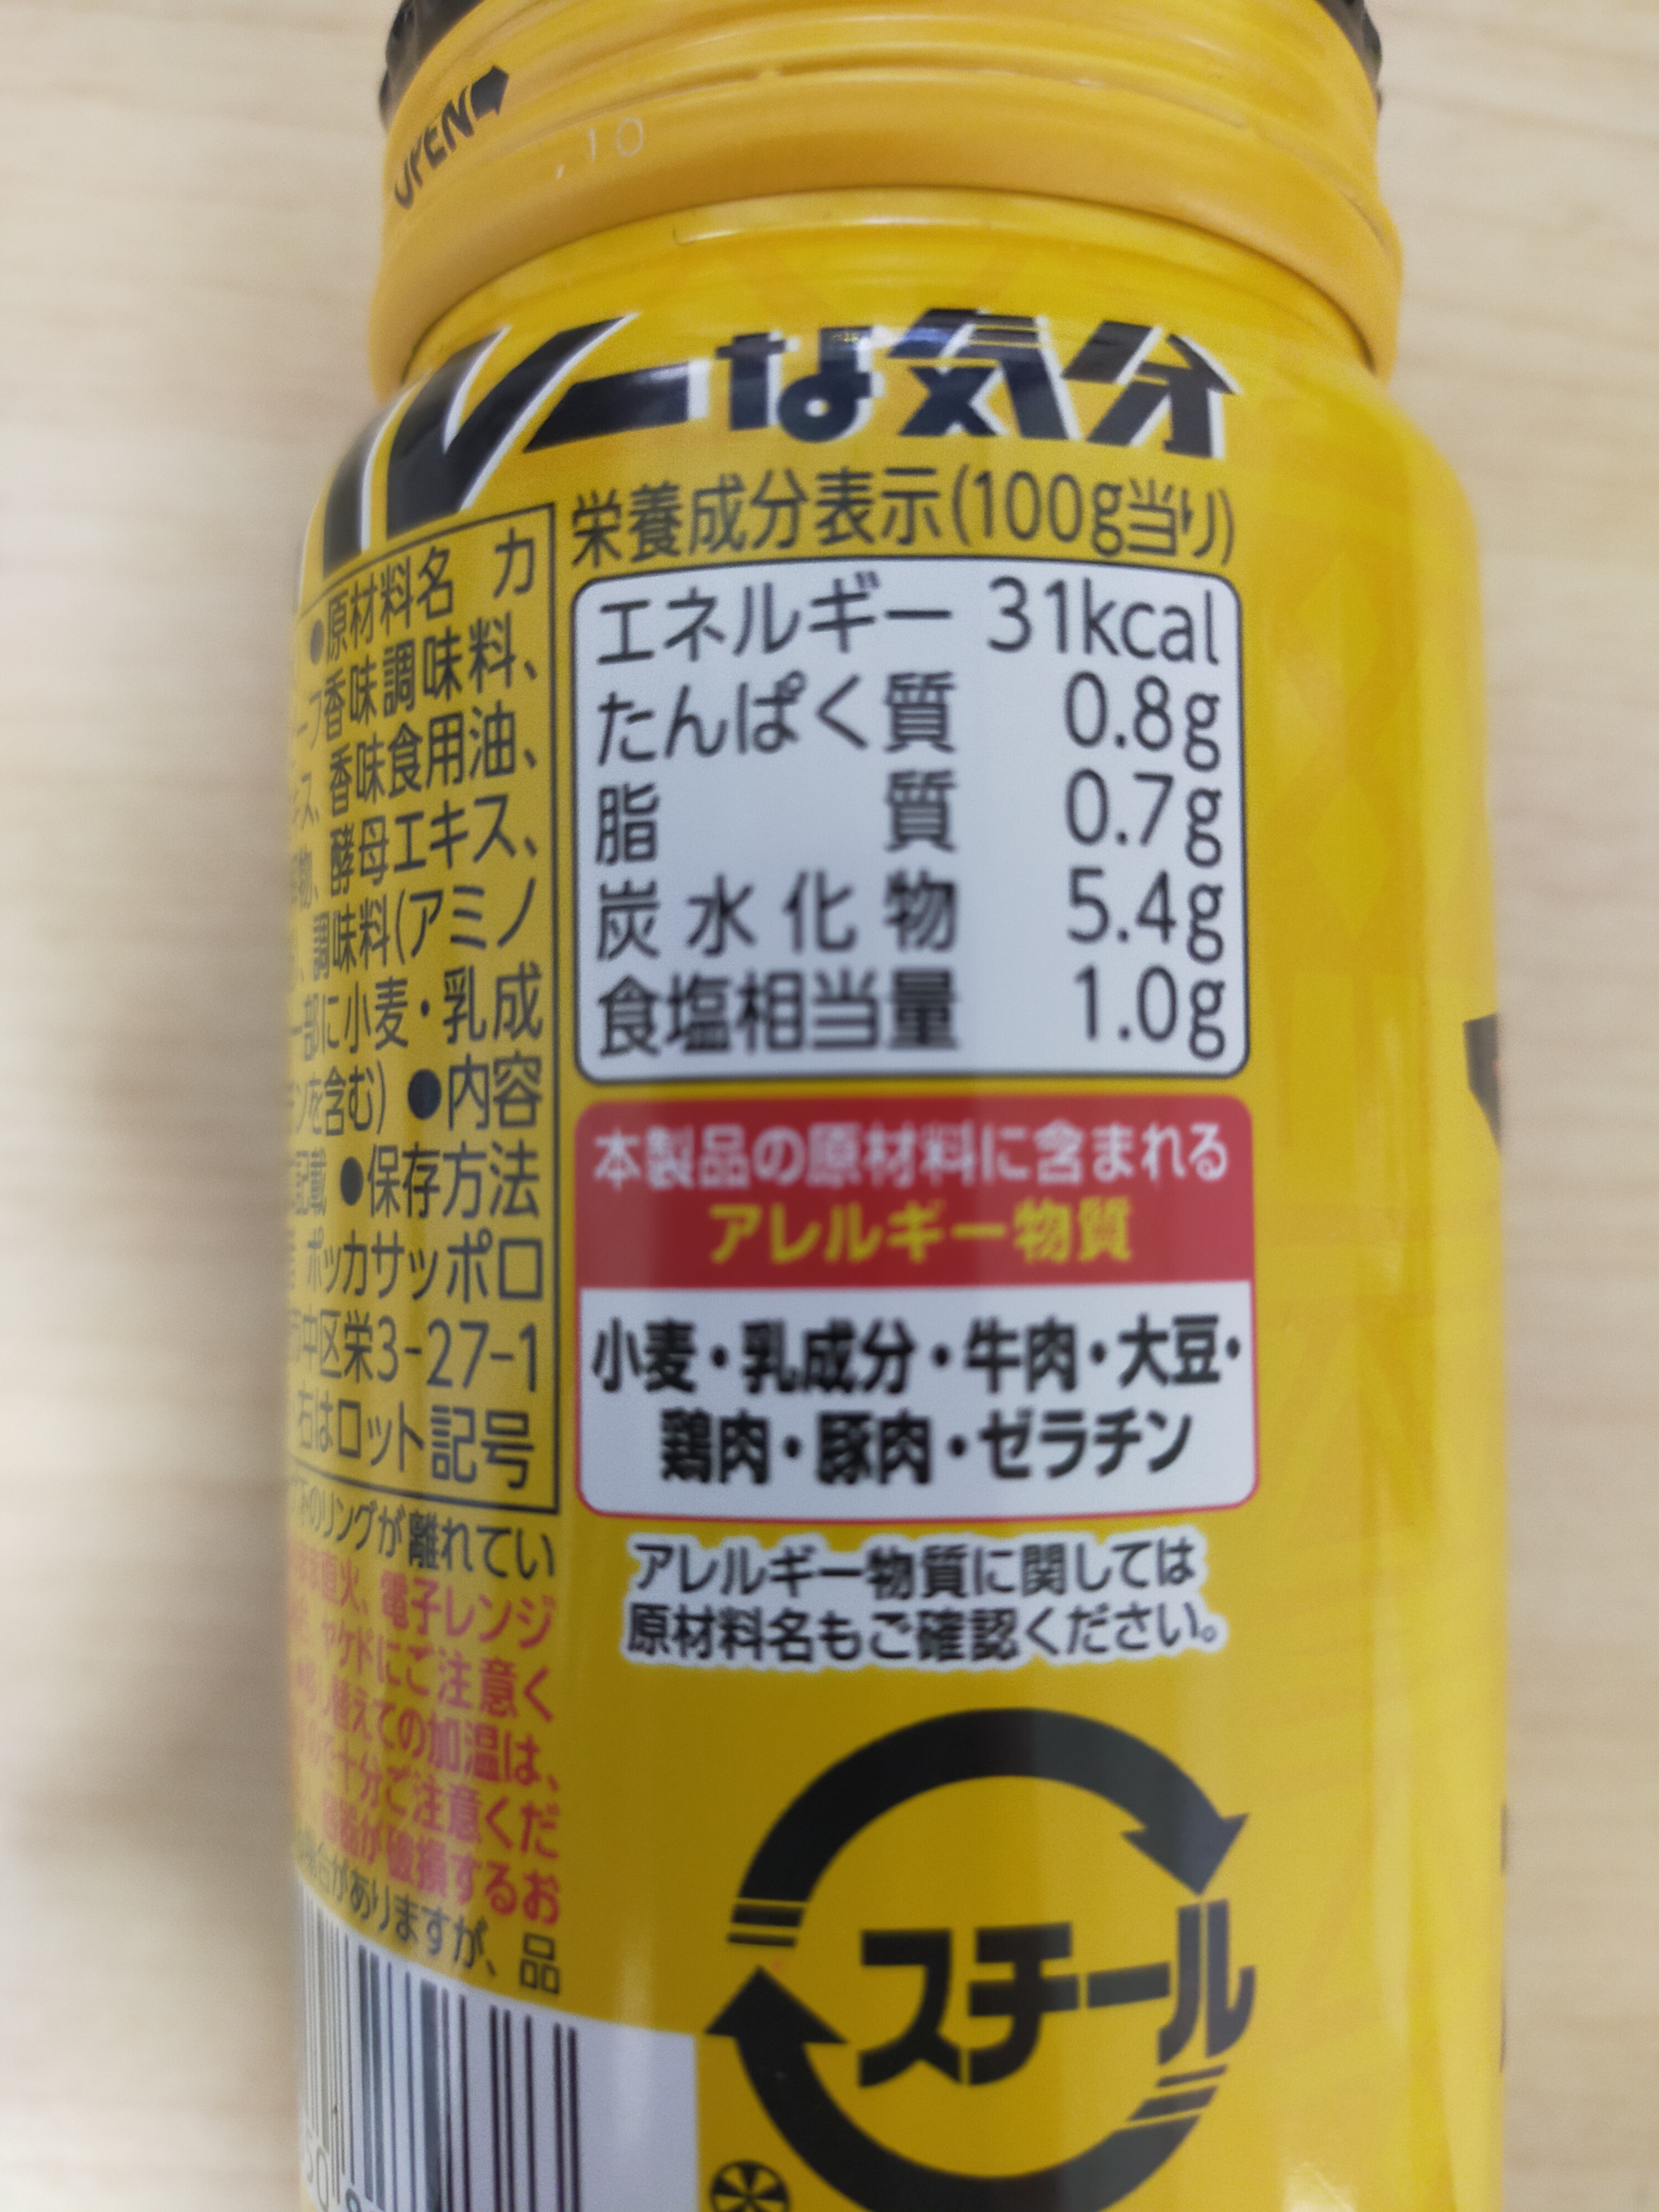 OPEN
.10
ーな気分
●原材料名 カ
香味調味料、
香味食用油、
物、酵母エキス、
、調味料(アミノ
一部に小麦・乳成
を含む) ●内容
記載 ●保存方法
ポッカサッポロ
中区栄3-27-1
右はロット記号
のリングが離れてい
直火、電子レンジ
ヤケドにご注意く
替えての加温は、
で十分ご注意くだ
が破損するお
がありますが、品
栄養成分表示(100g当り)
エネルギー 31kcal
たんぱく質 0.8g
脂質 0.7g
炭水化物 5.4g
食塩相当量 1.0g
本製品の原材料に含まれる
アレルギー物質
小麦・乳成分・牛肉・大豆・
鶏肉・豚肉・ゼラチン
アレルギー物質に関しては
原材料名もご確認ください。
スチール